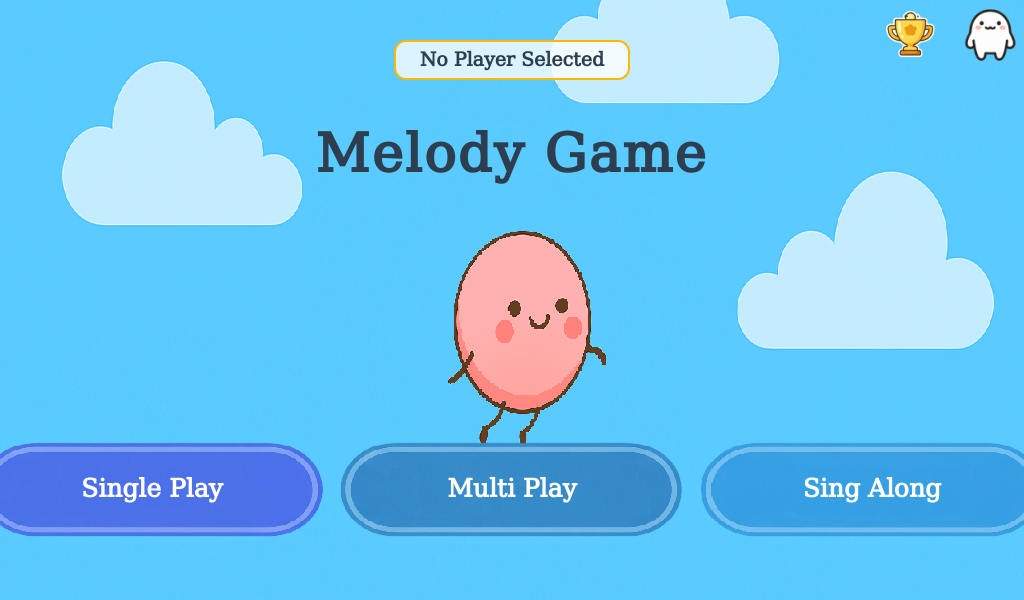 No Player Selected
Melody Game
Single Play
Multi Play
Sing Along